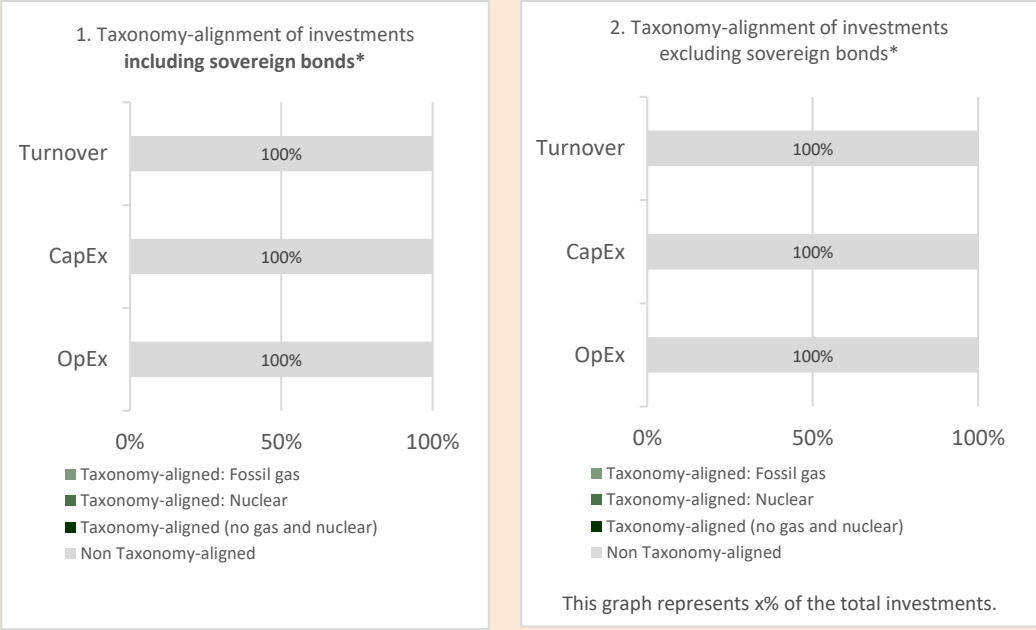 1. Taxonomy-alignment of investments
including sovereign bonds*
Turnover
100%
CapEx
100%
OpEx
100%
0% 50% 100%
Taxonomy-aligned: Fossil gas
Taxonomy-aligned: Nuclear
Taxonomy-aligned (no gas and nuclear)
Non Taxonomy-aligned
2. Taxonomy-alignment of investments
excluding sovereign bonds*
Turnover
100%
CapEx
100%
OpEx
100%
0% 50% 100%
Taxonomy-aligned: Fossil gas
Taxonomy-aligned: Nuclear
Taxonomy-aligned (no gas and nuclear)
Non Taxonomy-aligned
This graph represents x% of the total investments.